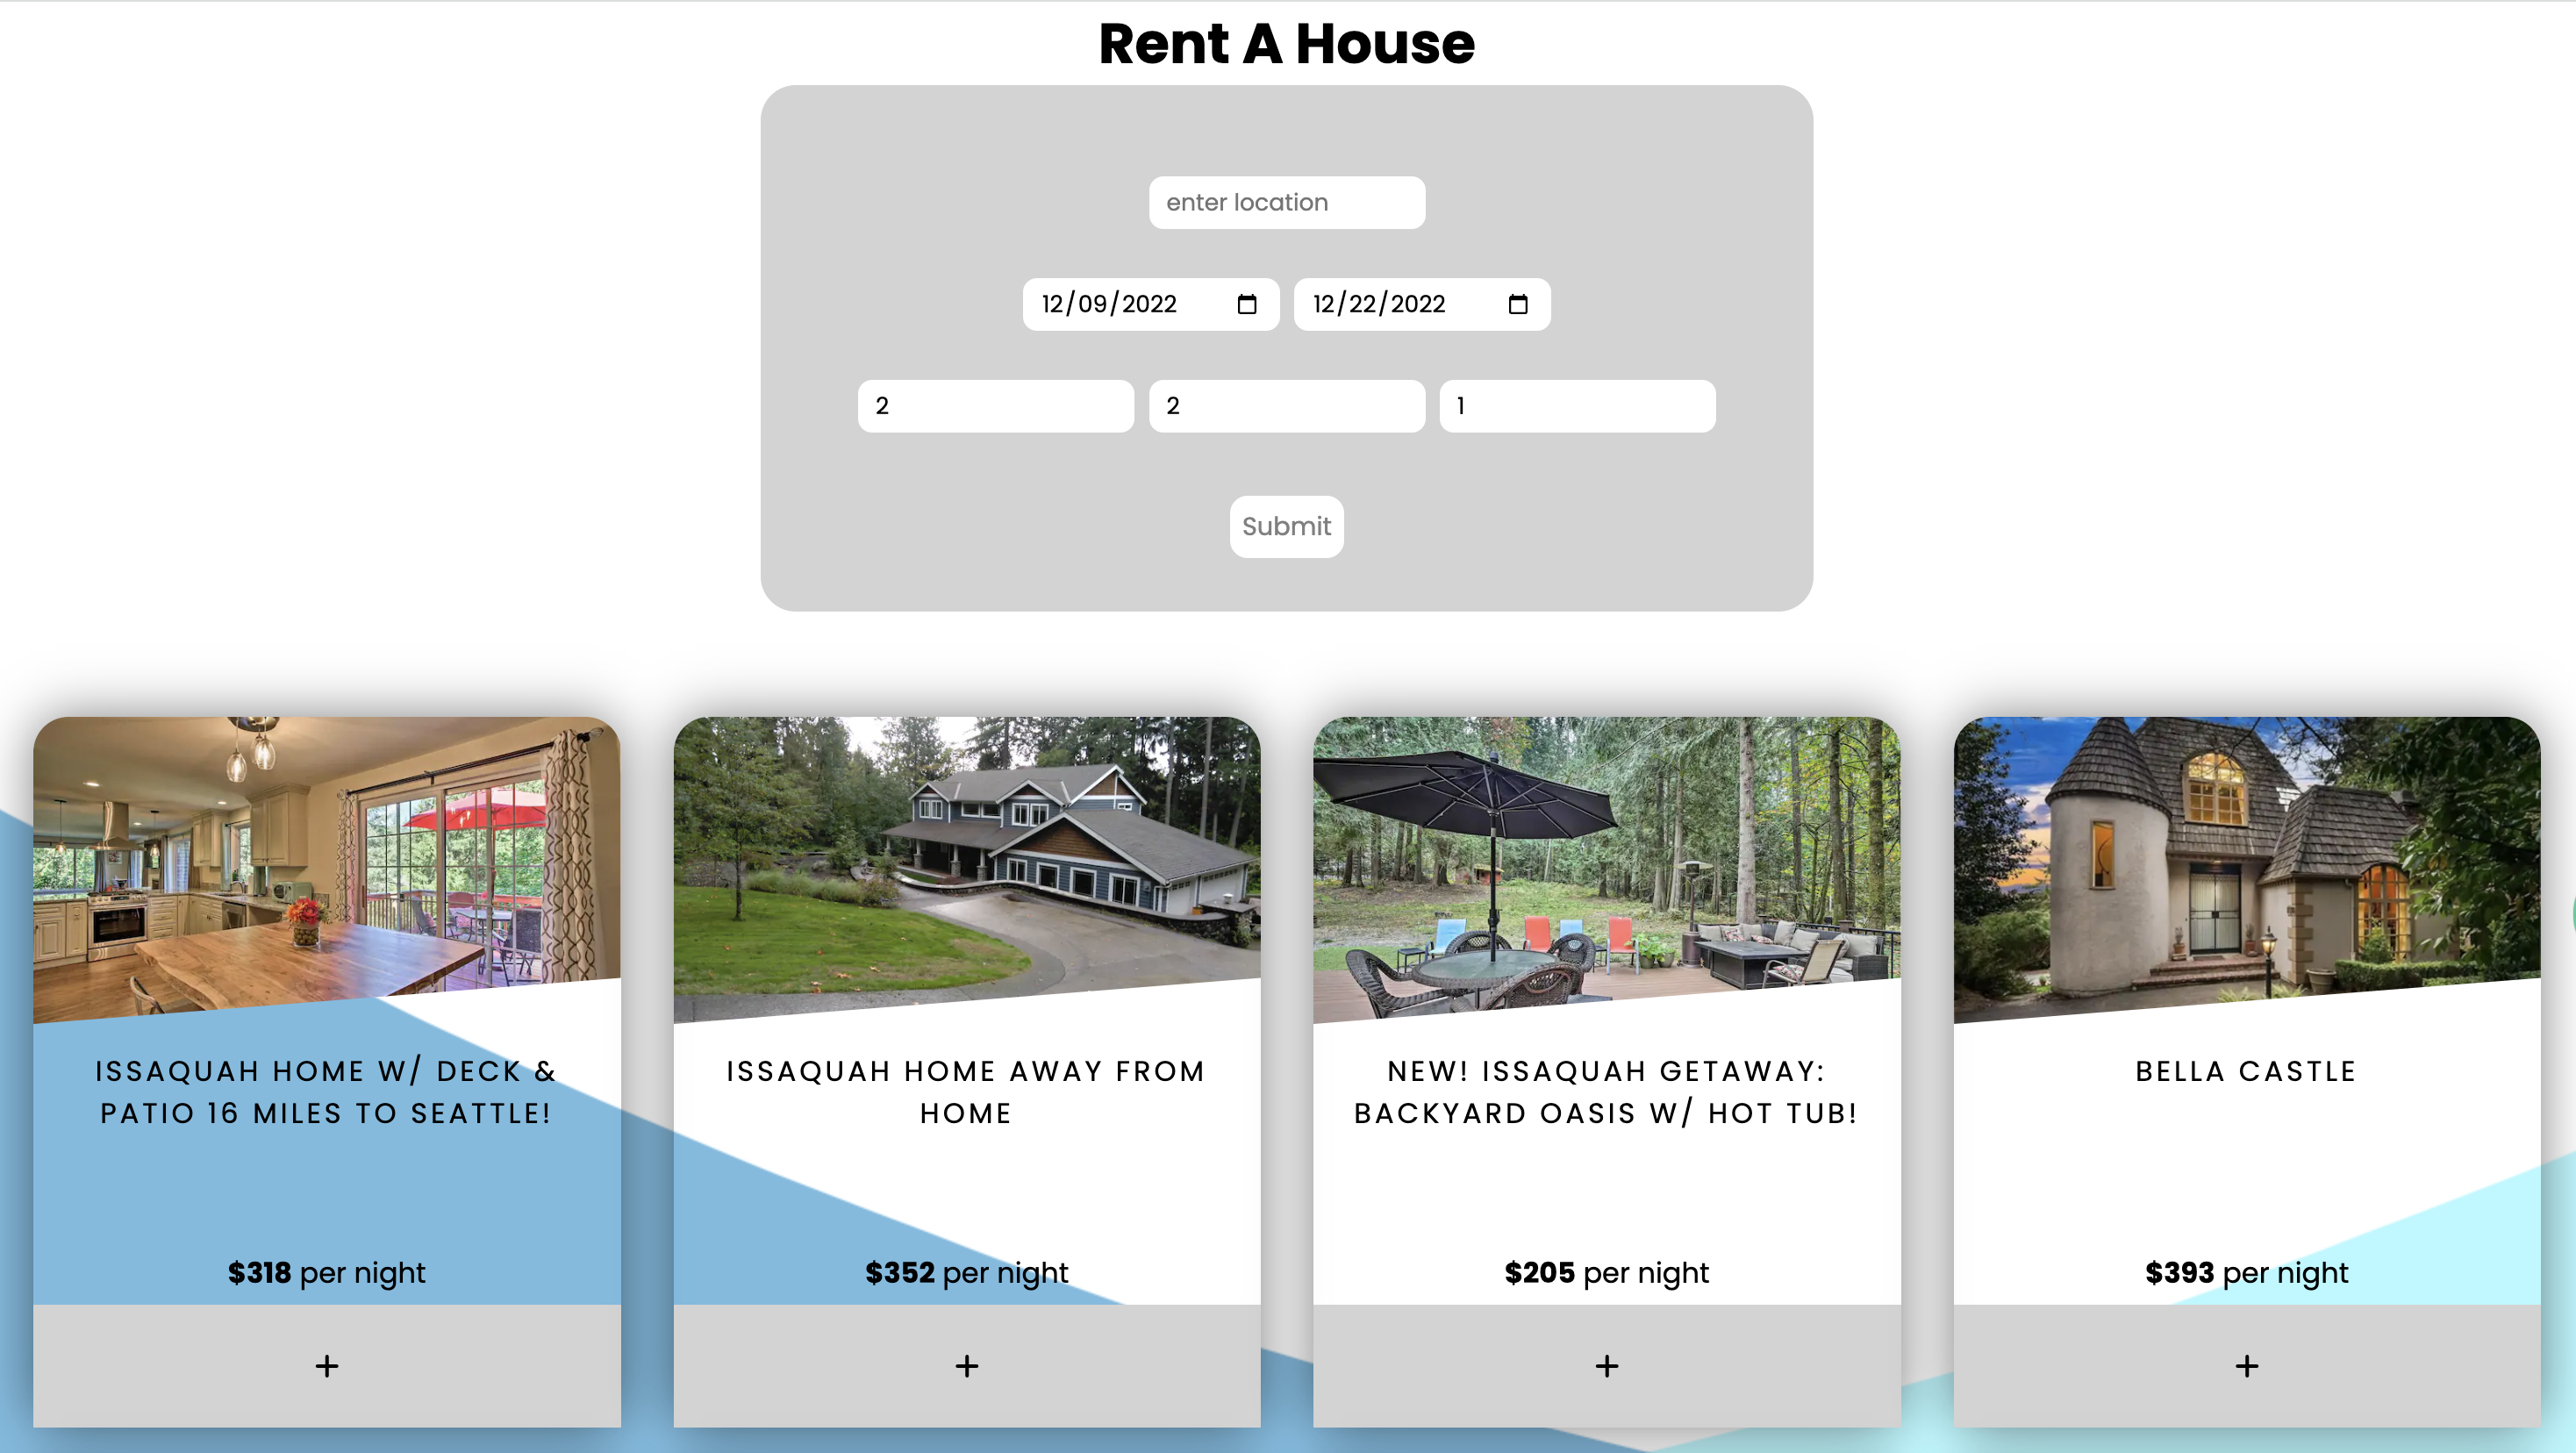 Rent A House
enter location
12/09/2022
12/22/2022
2
2
1
Submit
ISSAQUAH HOME W/ DECK &
PATIO 16 MILES TO SEATTLE!
$318 per night
+
ISSAQUAH HOME AWAY FROM
HOME
$352 per night
+
NEW! ISSAQUAH GETAWAY:
BACKYARD OASIS W/ HOT TUB!
$205 per night
+
BELLA CASTLE
$393 per night
+